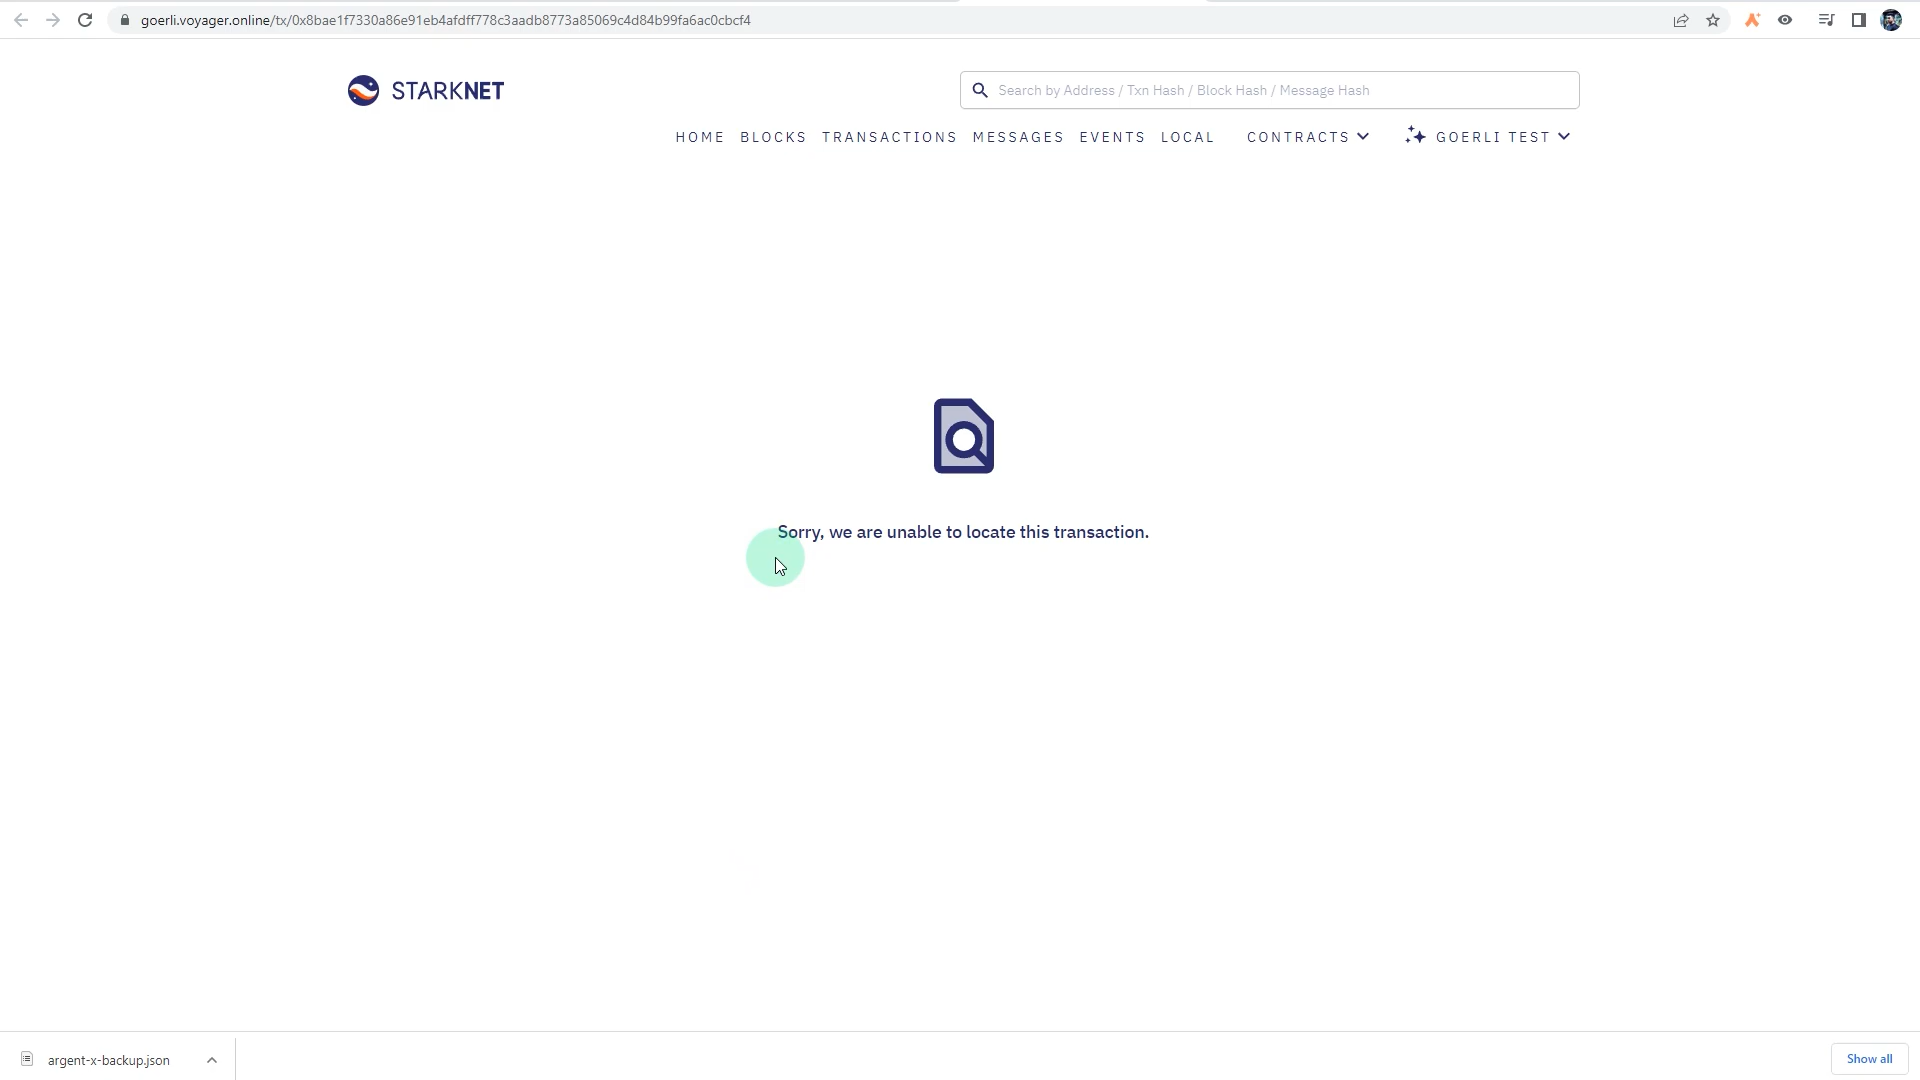 goerli.voyager.online/tx/0x8bae1f7330a86e91eb4afdff778c3aadb8773a85069c4d84b99fa6ac0cbcf4
STARKNET
Search by Address / Txn Hash / Block Hash / Message Hash
HOME BLOCKS TRANSACTIONS MESSAGES EVENTS LOCAL CONTRACTS GOERLI TEST
Sorry, we are unable to locate this transaction.
argent-x-backup.json
Show all